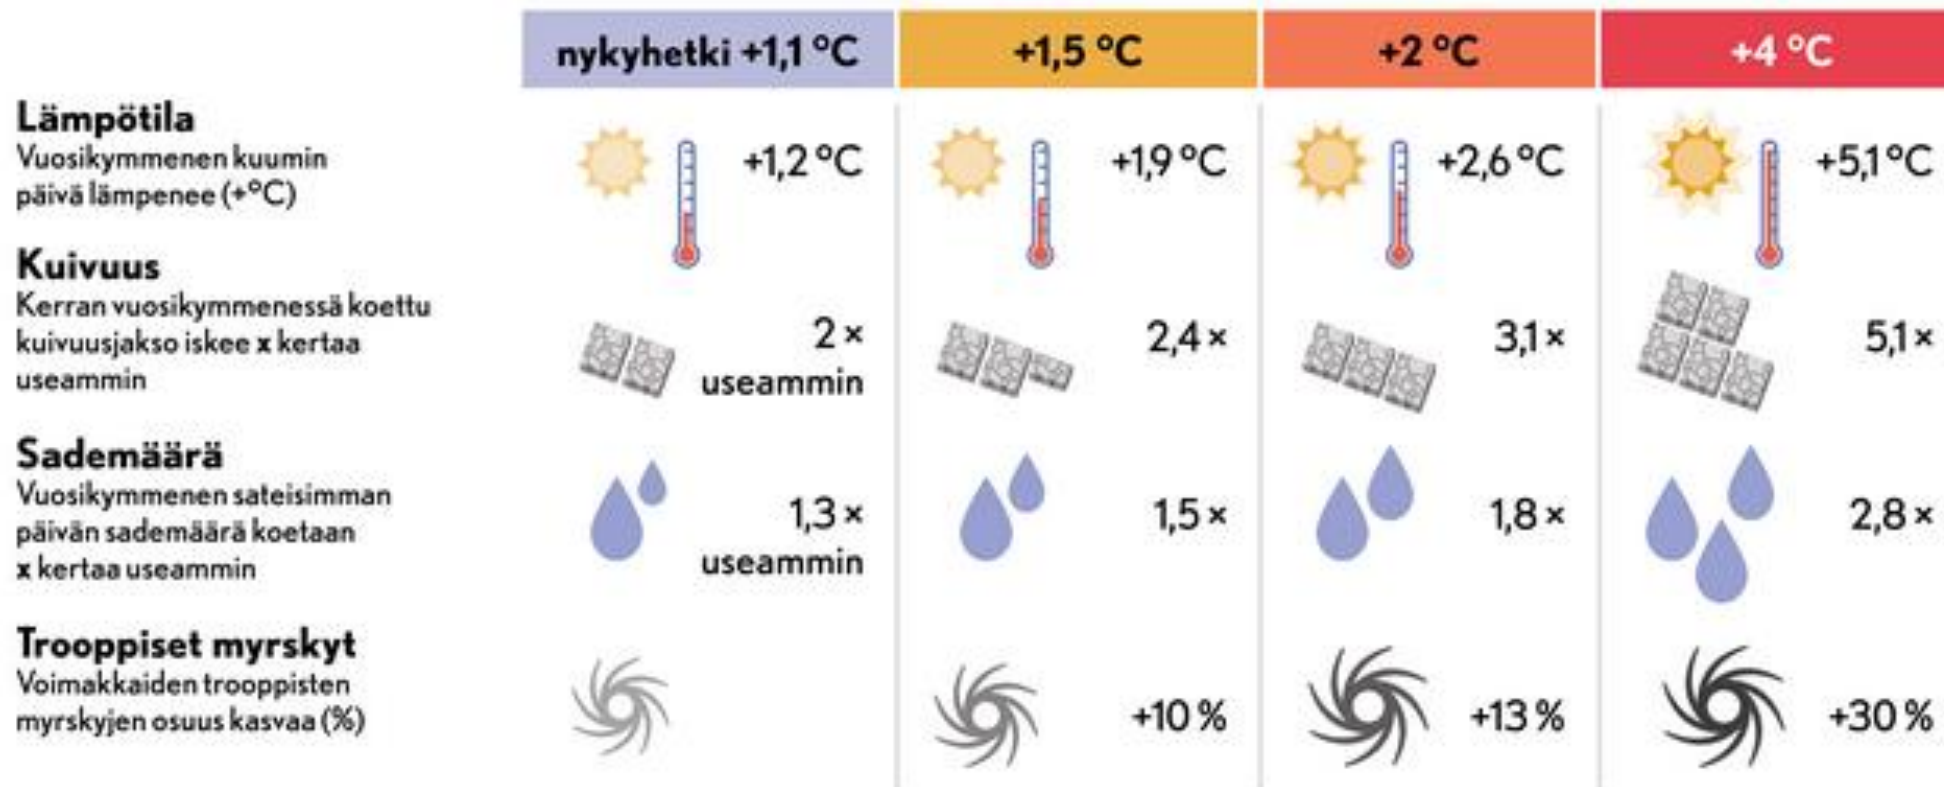 nykyhetki +1,1 °C +1,5 °C +2 °C +4 °C
Lämpötila
Vuosikymmenen kuumin
päivä lämpenee (+°C)
+1,2 °C +1,9 °C +2,6 °C +5,1 °C
Kuivuus
Kerran vuosikymmenessä koettu
kuivuusjakso iskee x kertaa
useammin
2 ×
useammin
2,4 × 3,1 × 5,1 ×
Sademäärä
Vuosikymmenen sateisimman
päivän sademäärä koetaan
x kertaa useammin
1,3 ×
useammin
1,5 × 1,8 × 2,8 ×
Trooppiset myrskyt
Voimakkaiden trooppisten
myrskyjen osuus kasvaa (%)
+10 % +13 % +30 %